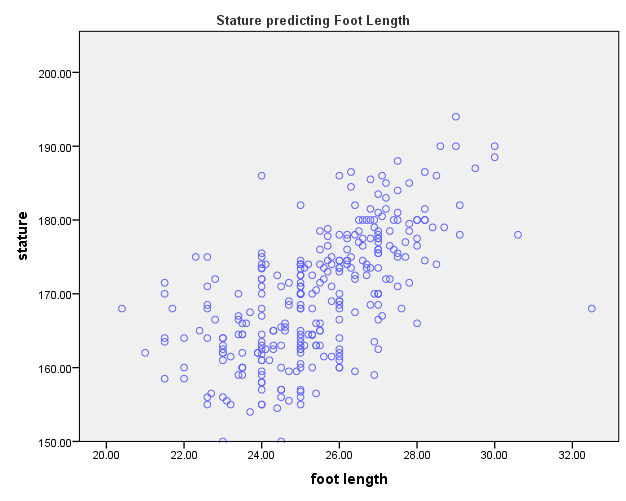 Stature predicting Foot Length
200.00
190.00
180.00
170.00
160.00
150.00
stature
20.00 22.00 24.00 26.00 28.00 30.00 32.00
foot length